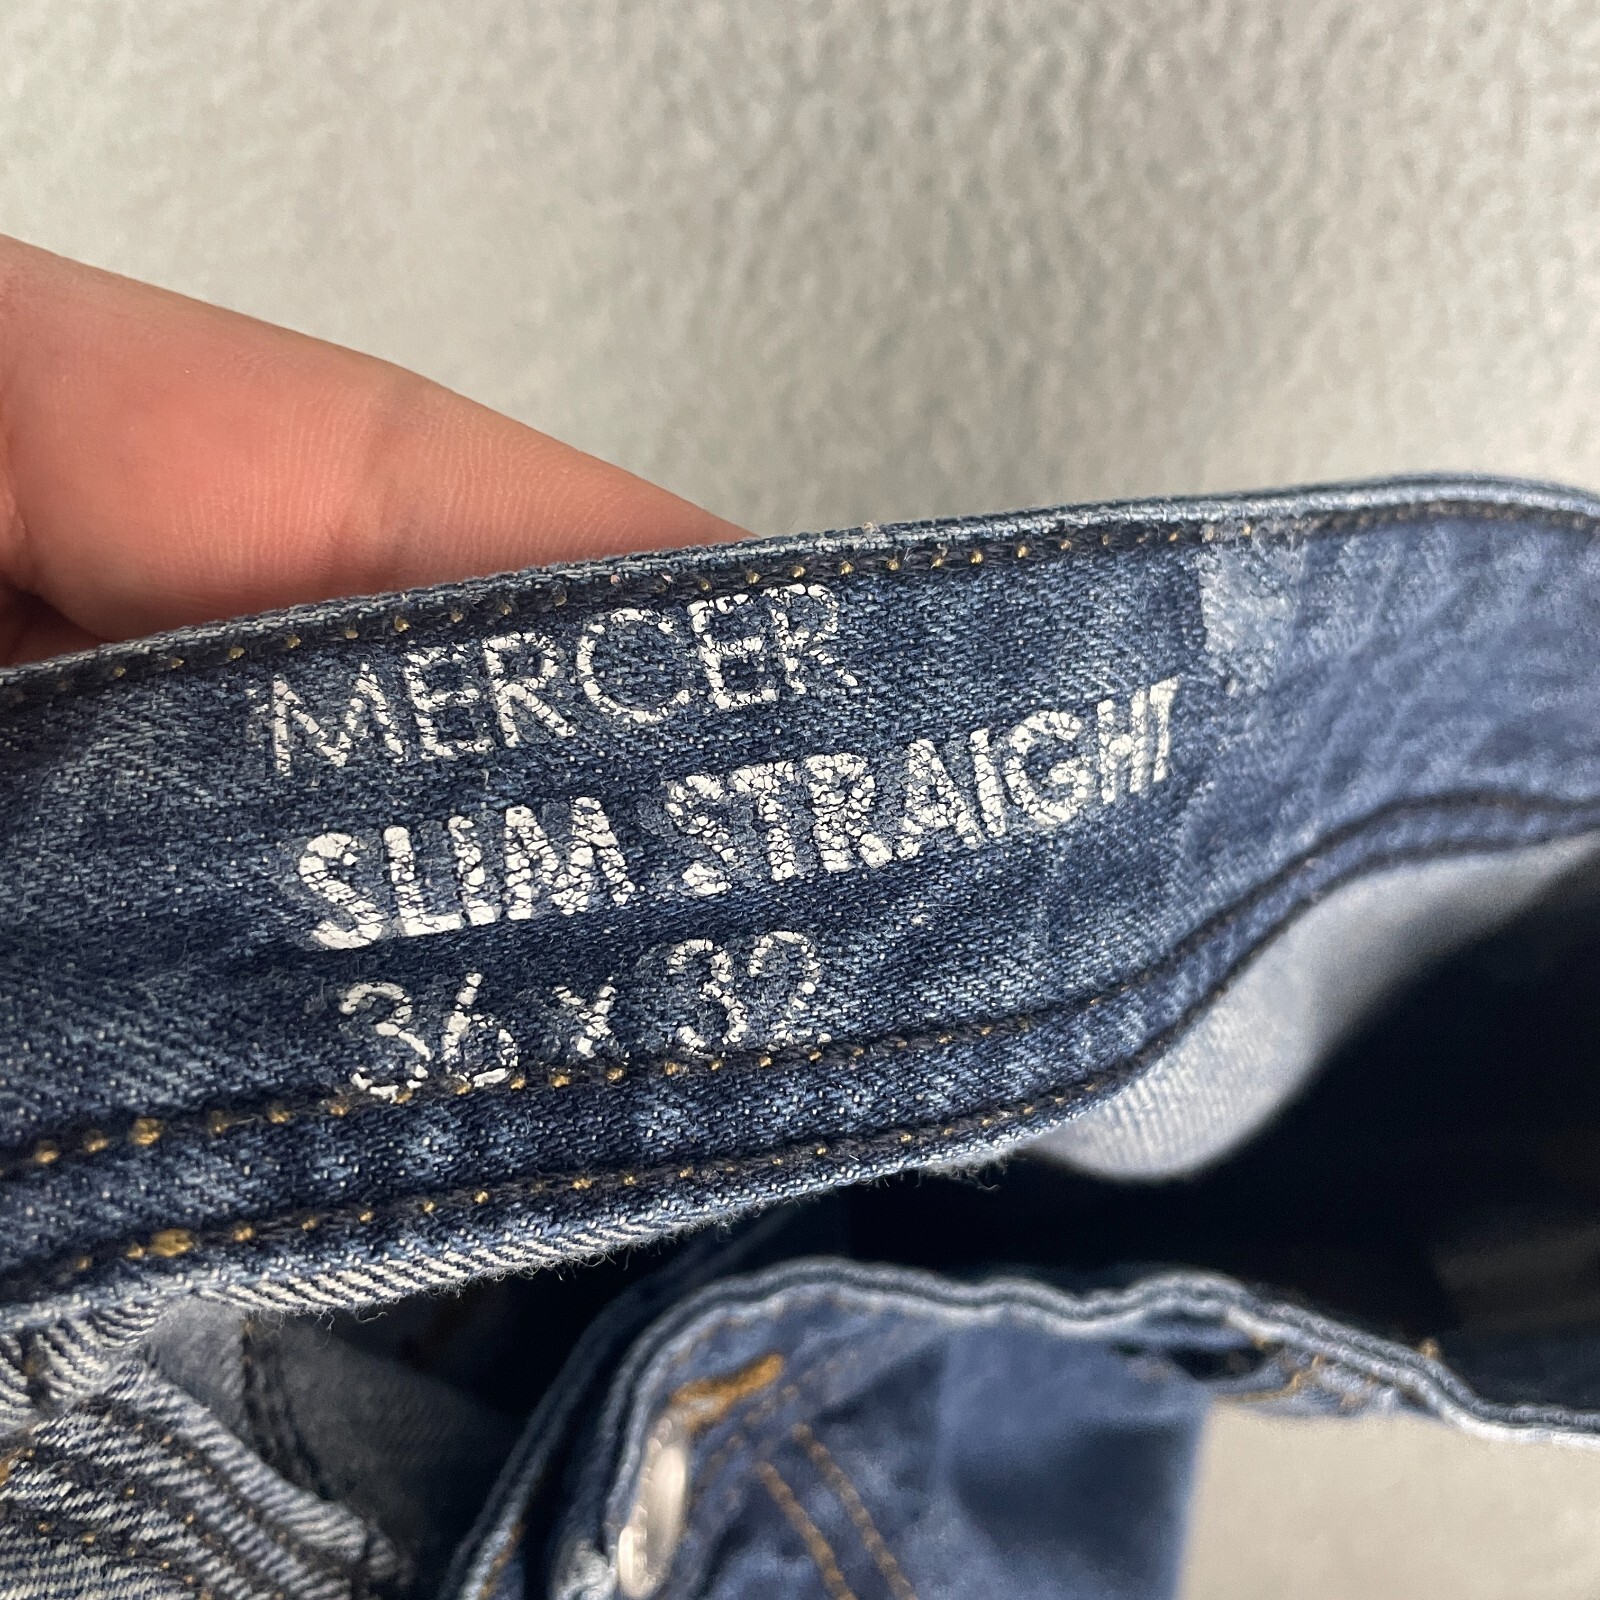 MERCER
SLIM STRAIGHT
36 x 32